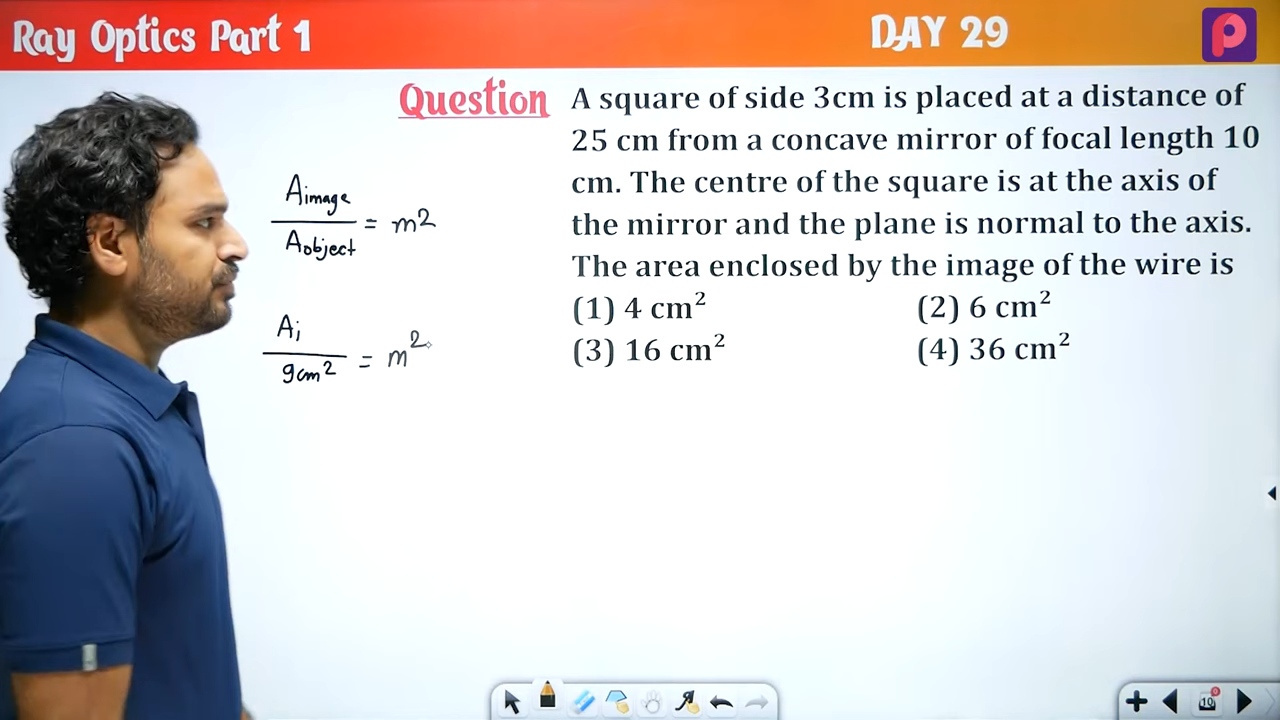 Ray Optics Part 1
DAY 29
Question
A square of side 3cm is placed at a distance of
25 cm from a concave mirror of focal length 10
cm. The centre of the square is at the axis of
the mirror and the plane is normal to the axis.
The area enclosed by the image of the wire is
(1) 4 cm² (2) 6 cm²
(3) 16 cm² (4) 36 cm²
Aimage
Aobject = m²
Ai
9cm² = m²
10